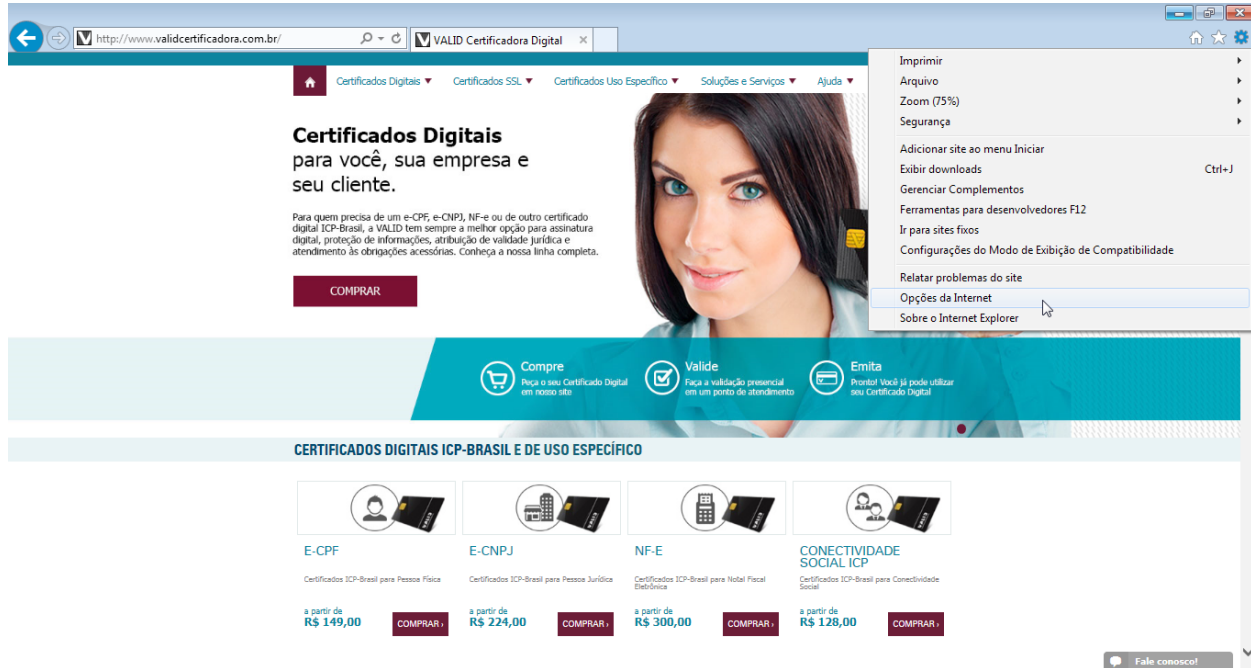 http://www.validcertificadora.com.br/
VALID Certificadora Digital
Certificados Digitais
Certificados SSL
Certificados Uso Específico
Soluções e Serviços
Ajuda
Imprimir
Arquivo
Zoom (75%)
Segurança
Adicionar site ao menu Iniciar
Exibir downloads Ctrl+J
Gerenciar Complementos
Ferramentas para desenvolvedores F12
Ir para sites fixos
Configurações do Modo de Exibição de Compatibilidade
Relatar problemas do site
Opções da Internet
Sobre o Internet Explorer
Certificados Digitais
para você, sua empresa e
seu cliente.
Para quem precisa de um e-CPF, e-CNPJ, NF-e ou de outro certificado
digital ICP-Brasil, a VALID tem sempre a melhor opção para assinatura
digital, proteção de informações, atribuição de validade jurídica e
atendimento às obrigações acessórias. Conheça a nossa linha completa.
COMPRAR
Compre
Peça o seu Certificado Digital
em nosso site
Valide
Faça a validação presencial
em um ponto de atendimento
Emita
Pronto! Você já pode utilizar
seu Certificado Digital
CERTIFICADOS DIGITAIS ICP-BRASIL E DE USO ESPECÍFICO
E-CPF
Certificados ICP-Brasil para Pessoa Física
a partir de
R$ 149,00
COMPRAR ›
E-CNPJ
Certificados ICP-Brasil para Pessoa Jurídica
a partir de
R$ 224,00
COMPRAR ›
NF-E
Certificados ICP-Brasil para Notal Fiscal
Eletrônica
a partir de
R$ 300,00
COMPRAR ›
CONECTIVIDADE
SOCIAL ICP
Certificados ICP-Brasil para Conectividade
Social
a partir de
R$ 128,00
COMPRAR ›
Fale conosco!